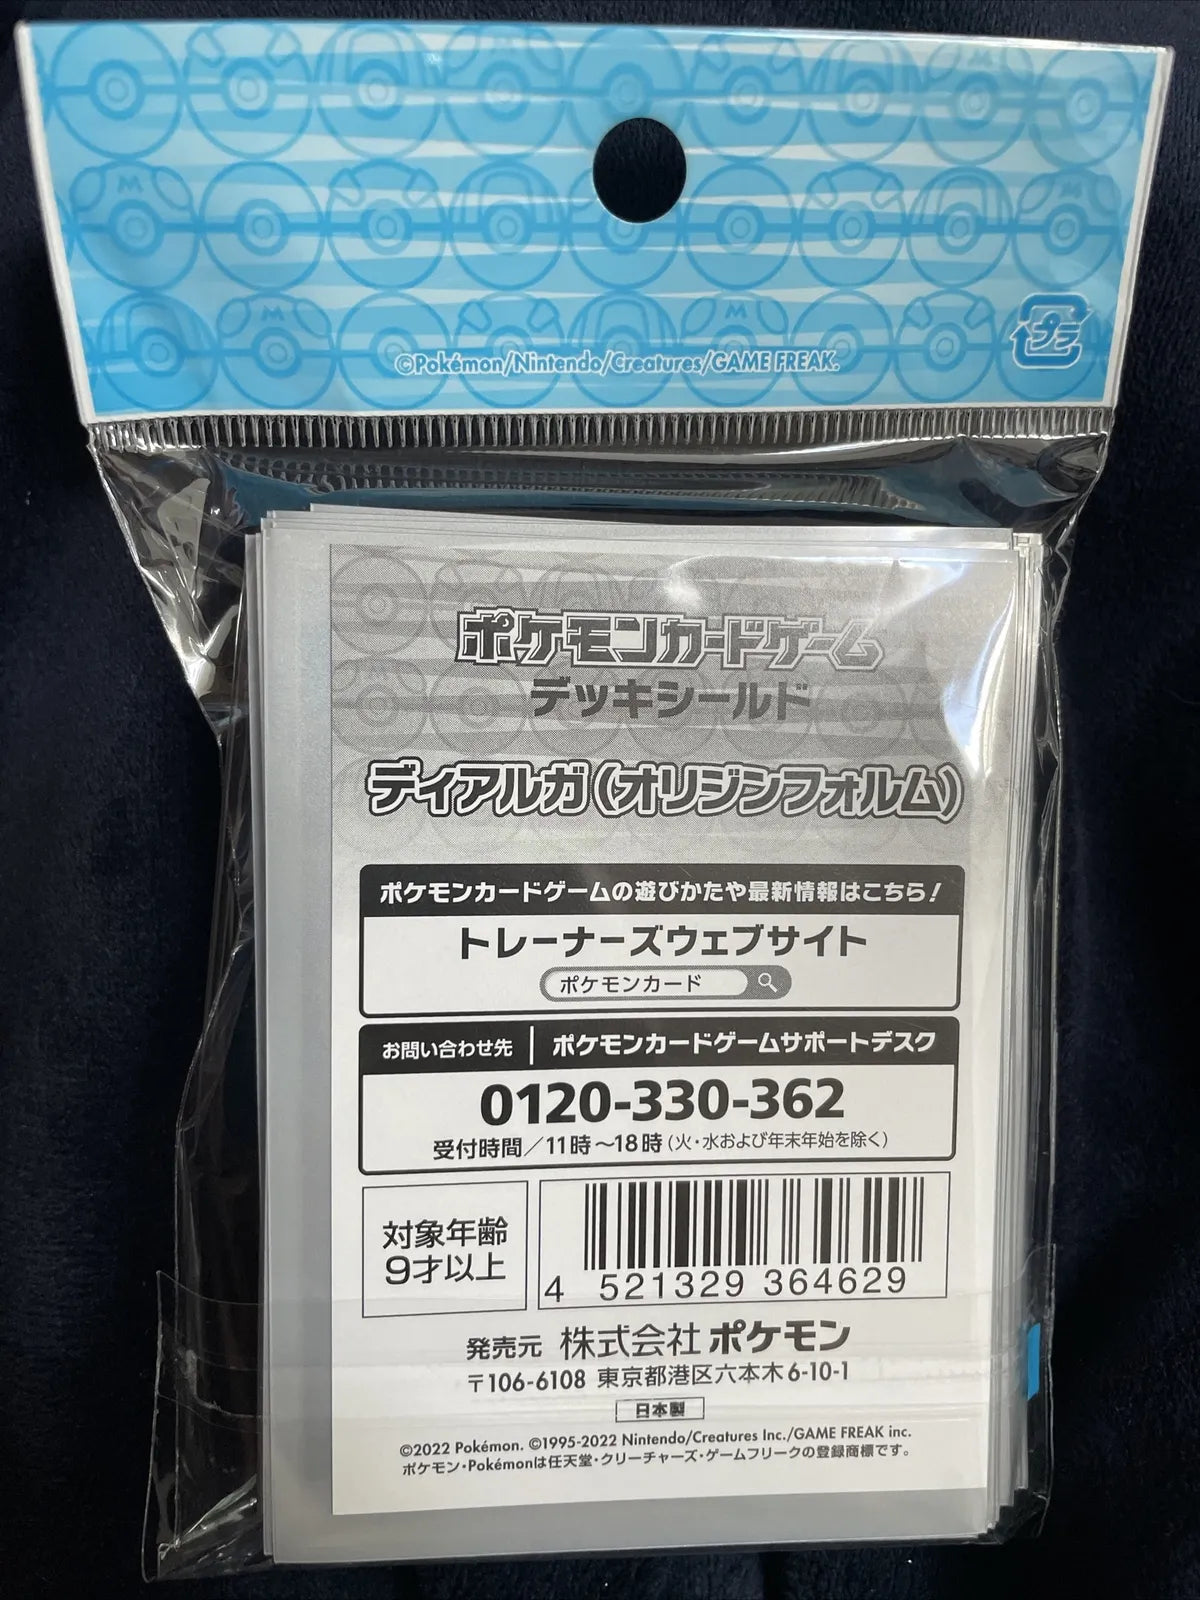 ©Pokémon/Nintendo/Creatures/GAME FREAK.
プラ
ポケモンカードゲーム
デッキシールド
ディアルガ（オリジンフォルム）
ポケモンカードゲームの遊びかたや最新情報はこちら！
トレーナーズウェブサイト
ポケモンカード
お問い合わせ先 | ポケモンカードゲームサポートデスク
0120-330-362
受付時間／11時～18時（火・水および年末年始を除く）
対象年齢
9才以上
4 521329 364629
発売元 株式会社 ポケモン
〒106-6108 東京都港区六本木6-10-1
日本製
©2022 Pokémon. ©1995-2022 Nintendo/Creatures Inc./GAME FREAK inc.
ポケモン・Pokémonは任天堂・クリーチャーズ・ゲームフリークの登録商標です。